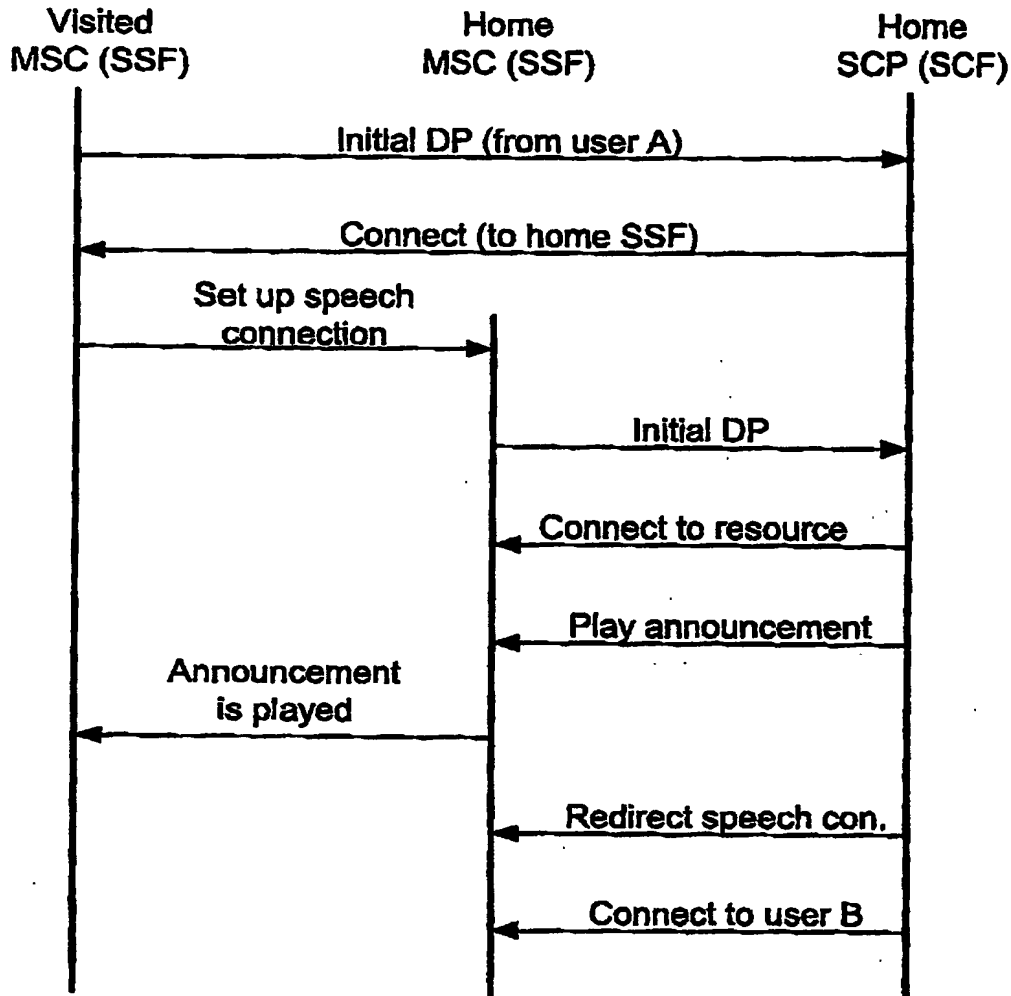 Visited
MSC (SSF)
Home
MSC (SSF)
Home
SCP (SCF)
Initial DP (from user A)
Connect (to home SSF)
Set up speech
connection
Initial DP
Connect to resource
Play announcement
Announcement
is played
Redirect speech con.
Connect to user B